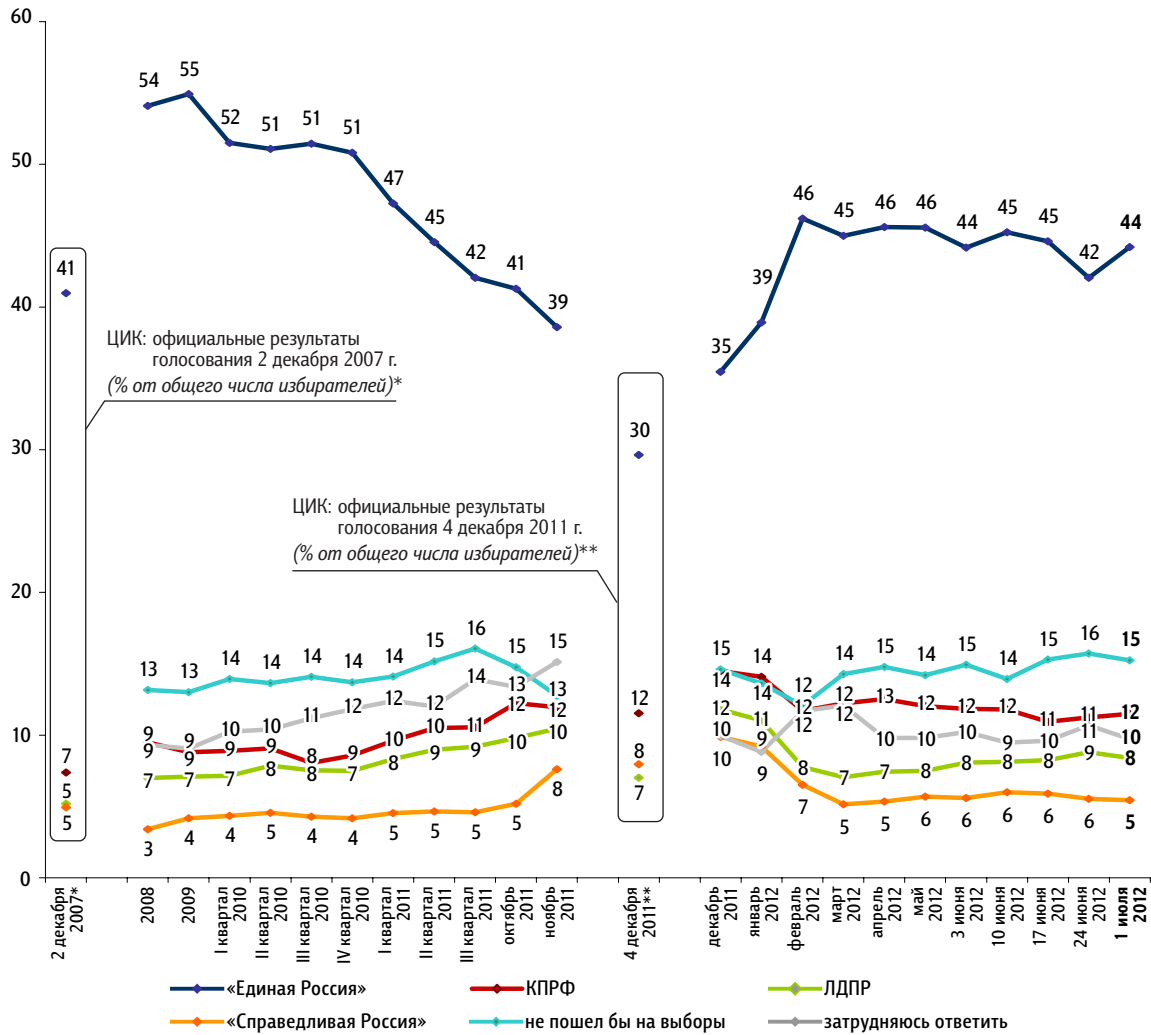 60
50
40
30
20
10
0
54 55 52 51 51 51 47 45 42 41 39
41
ЦИК: официальные результаты
голосования 2 декабря 2007 г.
(% от общего числа избирателей)*
35 39 46 45 46 46 44 45 45 42 44
30
ЦИК: официальные результаты
голосования 4 декабря 2011 г.
(% от общего числа избирателей)**
7
5
5
13 13 14 14 14 14 14 15 16 15 13
9 9 10 10 11 12 12 12 14 13 15
9 9 9 9 8 9 10 10 11 12 12
7 7 7 8 8 7 8 9 9 10 10
3 4 4 5 4 4 5 5 5 5 8
12
8
7
15 14 12 14 15 14 15 14 15 16 15
14 14 12 12 13 12 12 12 11 11 12
10 9 12 12 10 10 10 9 10 11 10
12 11 8 7 7 8 8 8 8 9 8
10 9 7 5 5 6 6 6 6 6 5
2 декабря
2007*
2008
2009
I квартал
2010
II квартал
2010
III квартал
2010
IV квартал
2010
I квартал
2011
II квартал
2011
III квартал
2011
октябрь
2011
ноябрь
2011
4 декабря
2011**
декабрь
2011
январь
2012
февраль
2012
март
2012
апрель
2012
май
2012
3 июня
2012
10 июня
2012
17 июня
2012
24 июня
2012
1 июля
2012
«Единая Россия» КПРФ ЛДПР
«Справедливая Россия» не пошел бы на выборы затрудняюсь ответить